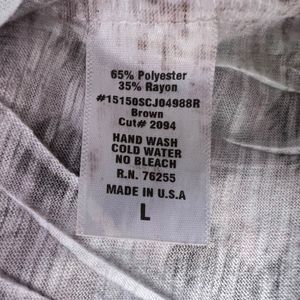 65% Polyester
35% Rayon
#15150SCJ04988R
Brown
Cut# 2094
HAND WASH
COLD WATER
NO BLEACH
R.N. 76255
MADE IN U.S.A
L